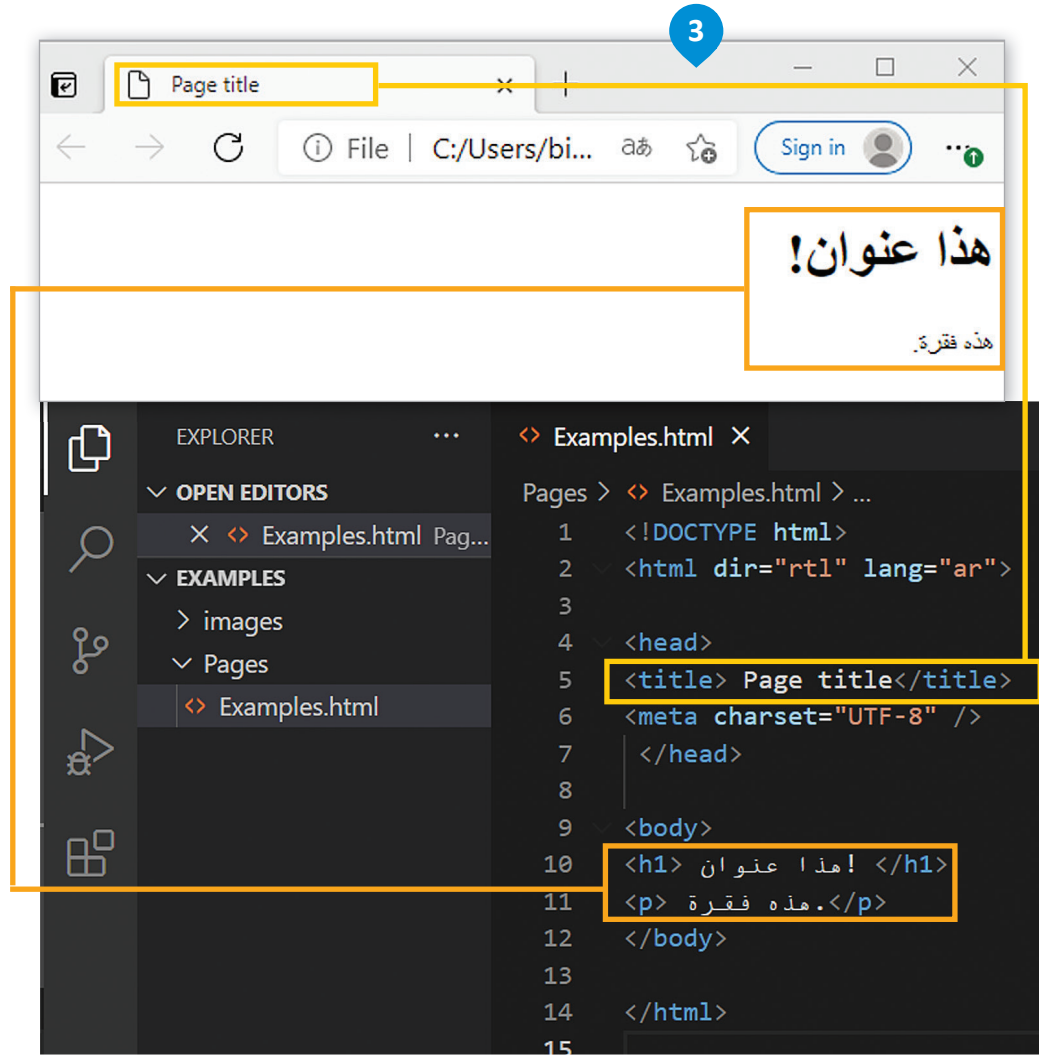 3
Page title
File | C:/Users/bi... aあ Sign in
هذا عنوان!
هذه فقرة.
EXPLORER ...
OPEN EDITORS
Examples.html Pag...
EXAMPLES
images
Pages
Examples.html
Examples.html
Pages > Examples.html > ...
1 <!DOCTYPE html>
2 <html dir="rtl" lang="ar">
3
4 <head>
5 <title> Page title</title>
6 <meta charset="UTF-8" />
7 </head>
8
9 <body>
10 <h1> هذا عنوان! </h1>
11 <p> هذه فقرة.</p>
12 </body>
13
14 </html>
15